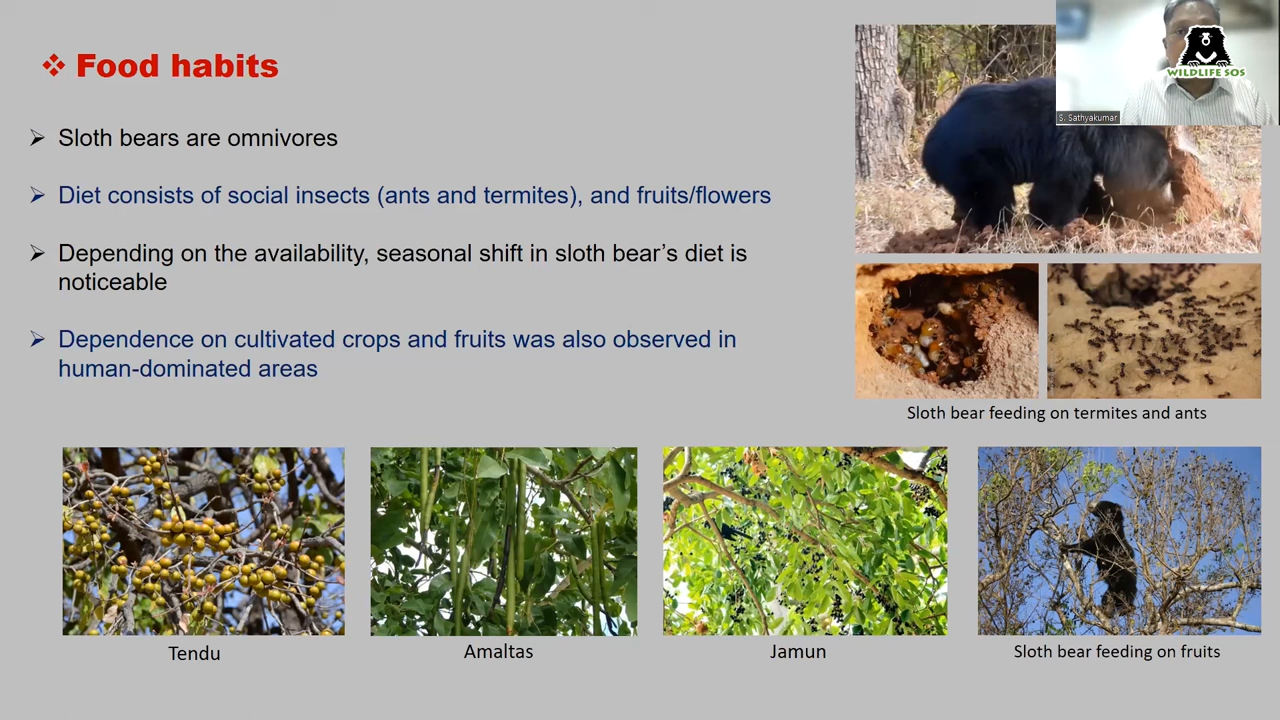 Food habits
Sloth bears are omnivores
Diet consists of social insects (ants and termites), and fruits/flowers
Depending on the availability, seasonal shift in sloth bear's diet is
noticeable
Dependence on cultivated crops and fruits was also observed in
human-dominated areas
WILDLIFE SOS
S. Sathyakumar
Sloth bear feeding on termites and ants
Tendu
Amaltas
Jamun
Sloth bear feeding on fruits